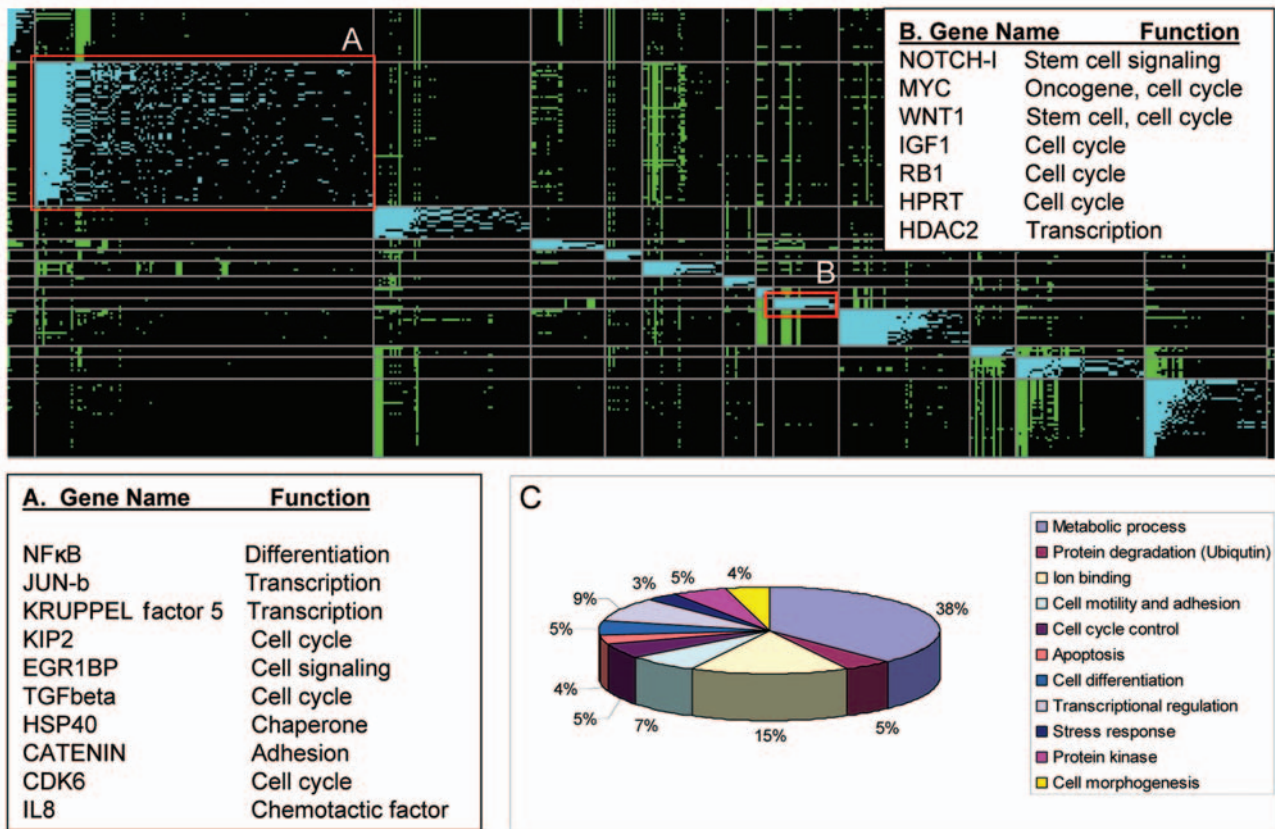 A
B
B. Gene Name Function
NOTCH-I Stem cell signaling
MYC Oncogene, cell cycle
WNT1 Stem cell, cell cycle
IGF1 Cell cycle
RB1 Cell cycle
HPRT Cell cycle
HDAC2 Transcription
A. Gene Name Function
NFκB Differentiation
JUN-b Transcription
KRUPPEL factor 5 Transcription
KIP2 Cell cycle
EGR1BP Cell signaling
TGFbeta Cell cycle
HSP40 Chaperone
CATENIN Adhesion
CDK6 Cell cycle
IL8 Chemotactic factor
C
3% 5% 4%
9%
38%
5%
4%
5%
7%
15%
5%
Metabolic process
Protein degradation (Ubiqutin)
Ion binding
Cell motility and adhesion
Cell cycle control
Apoptosis
Cell differentiation
Transcriptional regulation
Stress response
Protein kinase
Cell morphogenesis